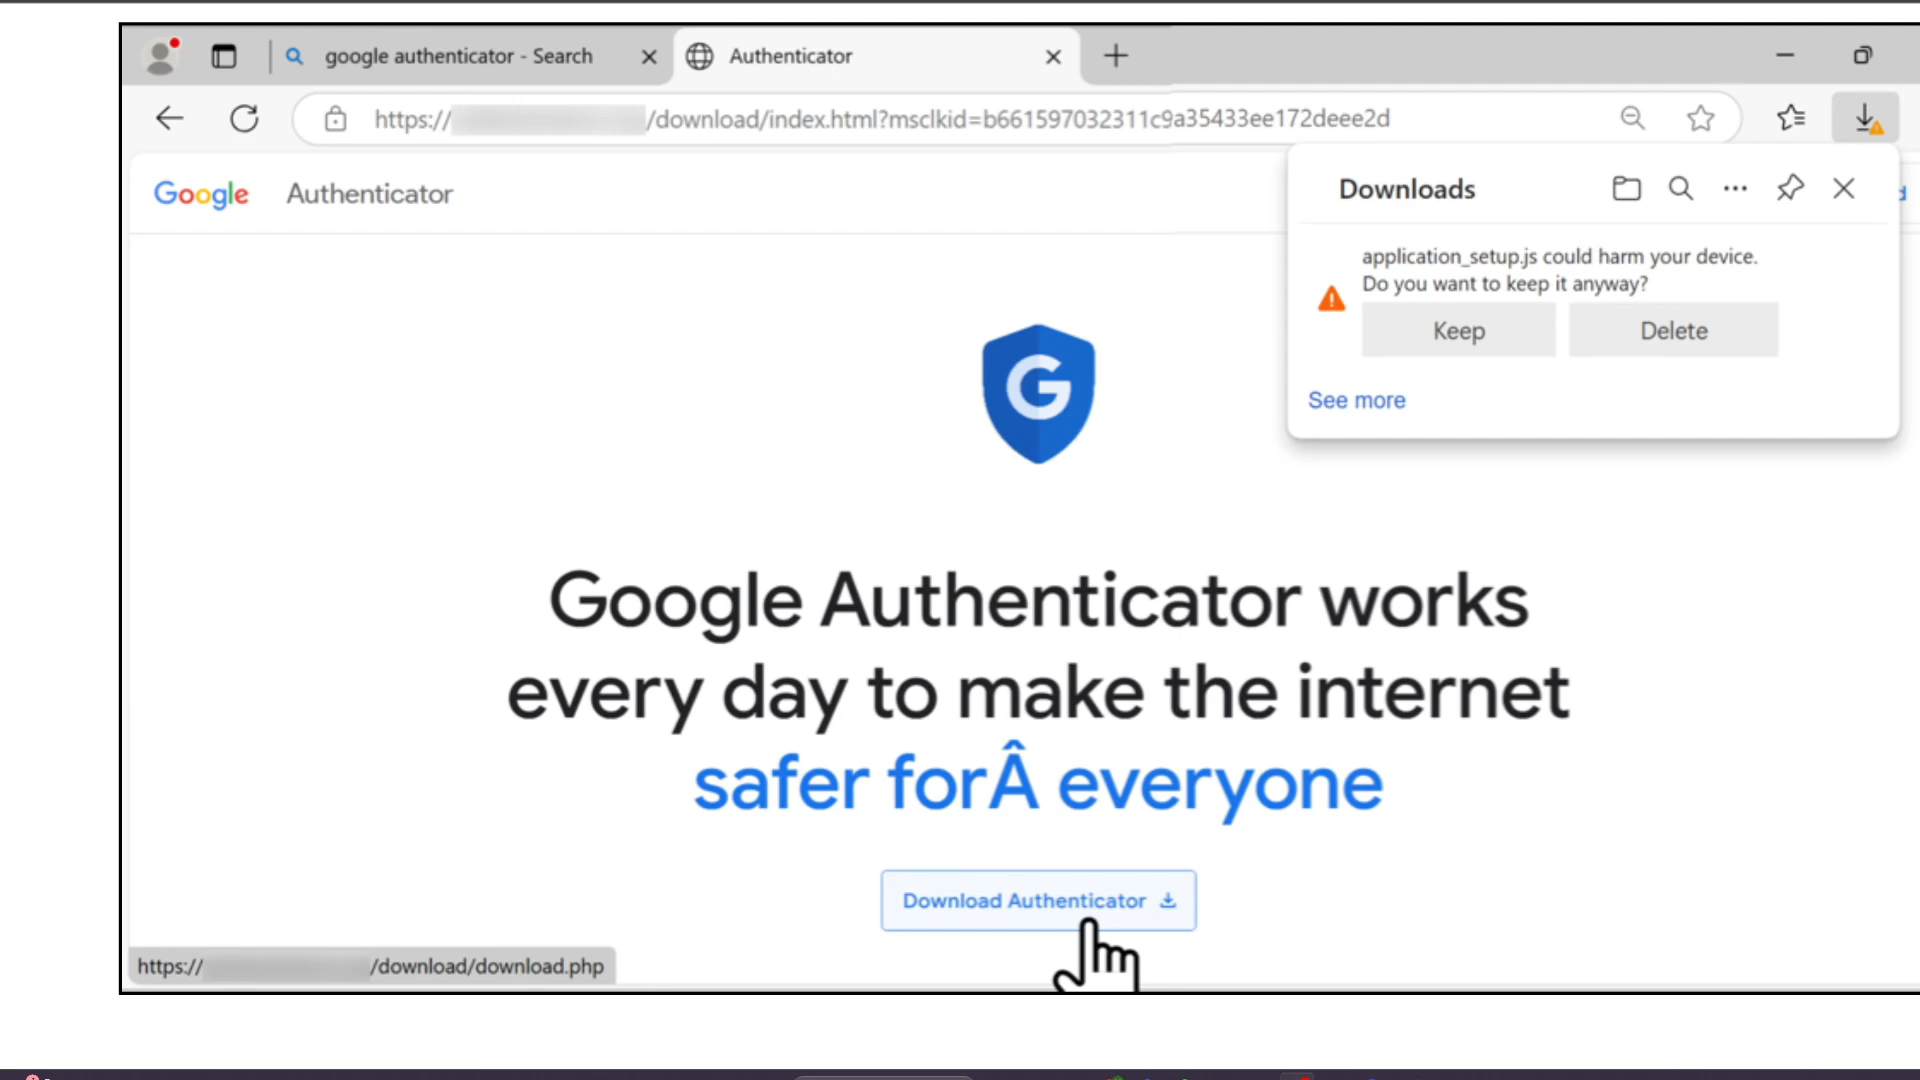 google authenticator - Search
Authenticator
https://
/download/index.html?msclkid=b661597032311c9a35433ee172deee2d
Google Authenticator
Downloads
application_setup.js could harm your device.
Do you want to keep it anyway?
Keep
Delete
See more
G
Google Authenticator works
every day to make the internet
safer forÂ everyone
Download Authenticator
https://
/download/download.php